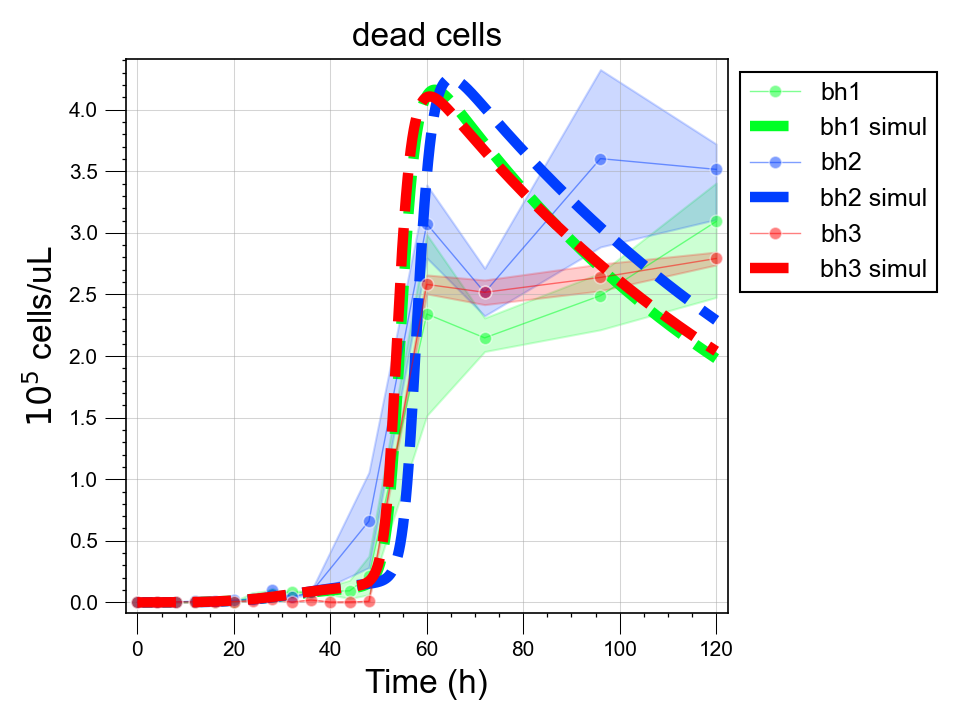 dead cells
10⁵ cells/uL
4.0
3.5
3.0
2.5
2.0
1.5
1.0
0.5
0.0
0 20 40 60 80 100 120
Time (h)
bh1
bh1 simul
bh2
bh2 simul
bh3
bh3 simul